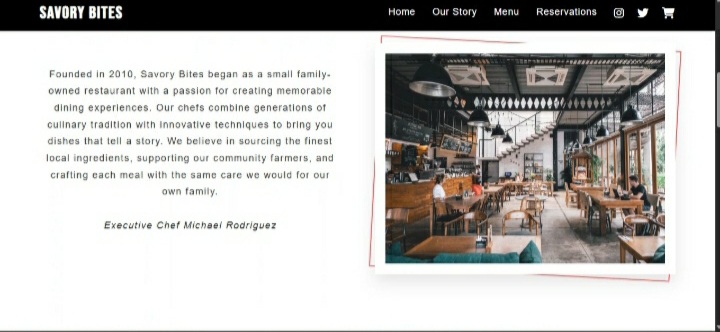 SAVORY BITES
Home Our Story Menu Reservations
Founded in 2010, Savory Bites began as a small family-
owned restaurant with a passion for creating memorable
dining experiences. Our chefs combine generations of
culinary tradition with innovative techniques to bring you
dishes that tell a story. We believe in sourcing the finest
local ingredients, supporting our community farmers, and
crafting each meal with the same care we would for our
own family.
Executive Chef Michael Rodriguez